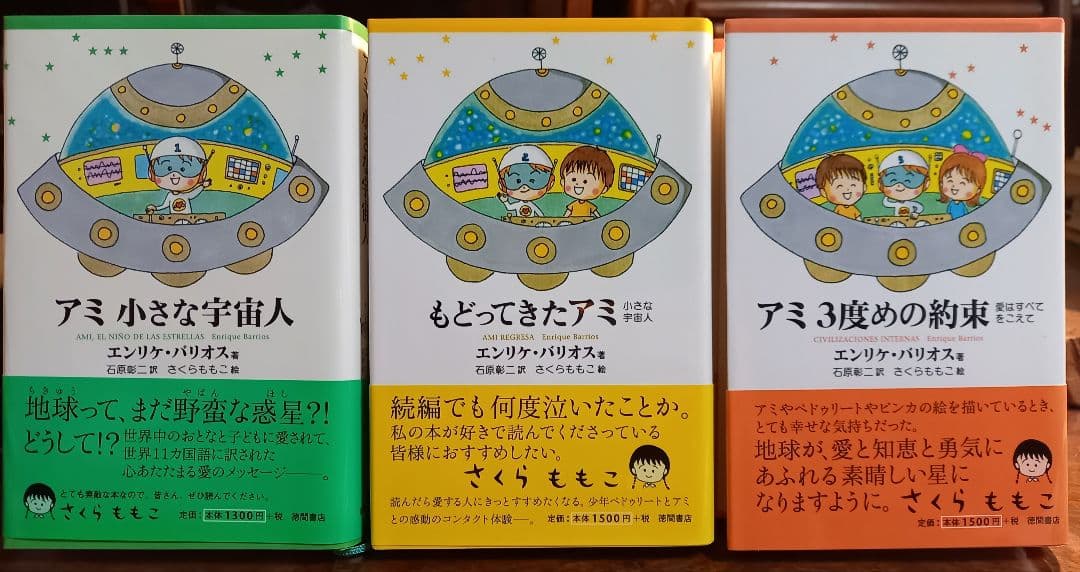 1
アミ 小さな宇宙人
AMI, EL NIÑO DE LAS ESTRELLAS Enrique Barrios
エンリケ・バリオス著
石原彰二訳 さくらももこ絵
ちきゅう やばん ほし
地球って、まだ野蛮な惑星?!
どうして!? 世界中のおとなと子どもに愛されて、
世界11カ国語に訳された
心あたたまる愛のメッセージ――。
とても素敵な本なので、皆さん、ぜひ読んでください。
さくらももこ
定価:本体1300円+税 徳間書店
2
もどってきたアミ 小さな
宇宙人
AMI REGRESA Enrique Barrios
エンリケ・バリオス著
石原彰二訳 さくらももこ絵
続編でも何度泣いたことか。
私の本が好きで読んでくださっている
皆様におすすめしたい。
さくらももこ
読んだら愛する人にきっとすすめたくなる。少年ペドゥリートとアミ
との感動のコンタクト体験―。 定価:本体1500円+税 徳間書店
3
アミ 3度めの約束 愛はすべて
をこえて
CIVILIZACIONES INTERNAS Enrique Barrios
エンリケ・バリオス著
石原彰二訳 さくらももこ絵
アミやペドゥリートやビンカの絵を描いているとき、
とても幸せな気持ちだった。
地球が、愛と知恵と勇気に
あふれる素晴しい星に
なりますように。さくらももこ
定価:本体1500円+税 徳間書店